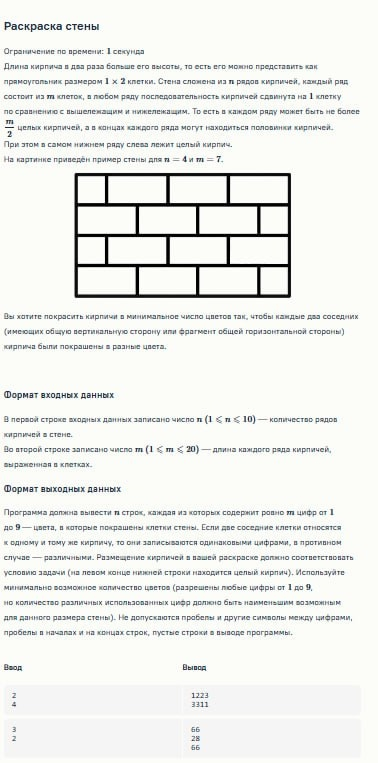 Раскраска стены
Ограничение по времени: 1 секунда
Длина кирпича в два раза больше его высоты, то есть его можно представить как
прямоугольник размером 1 × 2 клетки. Стена сложена из n рядов кирпичей, каждый ряд
состоит из m клеток, в любом ряду последовательность кирпичей сдвинута на 1 клетку
по сравнению с вышележащим и нижележащим. То есть в каждом ряду может быть не более
m/2 целых кирпичей, а в концах каждого ряда могут находиться половинки кирпичей.
При этом в самом нижнем ряду слева лежит целый кирпич.
На картинке приведён пример стены для n = 4 и m = 7.
Вы хотите покрасить кирпичи в минимальное число цветов так, чтобы каждые два соседних
(имеющих общую вертикальную сторону или фрагмент общей горизонтальной стороны)
кирпича были покрашены в разные цвета.
Формат входных данных
В первой строке входных данных записано число n (1 ⩽ n ⩽ 10) — количество рядов
кирпичей в стене.
Во второй строке записано число m (1 ⩽ m ⩽ 20) — длина каждого ряда кирпичей,
выраженная в клетках.
Формат выходных данных
Программа должна вывести n строк, каждая из которых содержит ровно m цифр от 1
до 9 — цвета, в которые покрашены клетки стены. Если две соседние клетки относятся
к одному и тому же кирпичу, то они записываются одинаковыми цифрами, в противном
случае — различными. Размещение кирпичей в вашей раскраске должно соответствовать
условию задачи (на левом конце нижней строки находится целый кирпич). Используйте
минимально возможное количество цветов (разрешены любые цифры от 1 до 9,
но количество различных использованных цифр должно быть наименьшим возможным
для данного размера стены). Не допускаются пробелы и другие символы между цифрами,
пробелы в началах и на концах строк, пустые строки в выводе программы.
Ввод Вывод
2 1223
4 3311
3 66
2 28
66